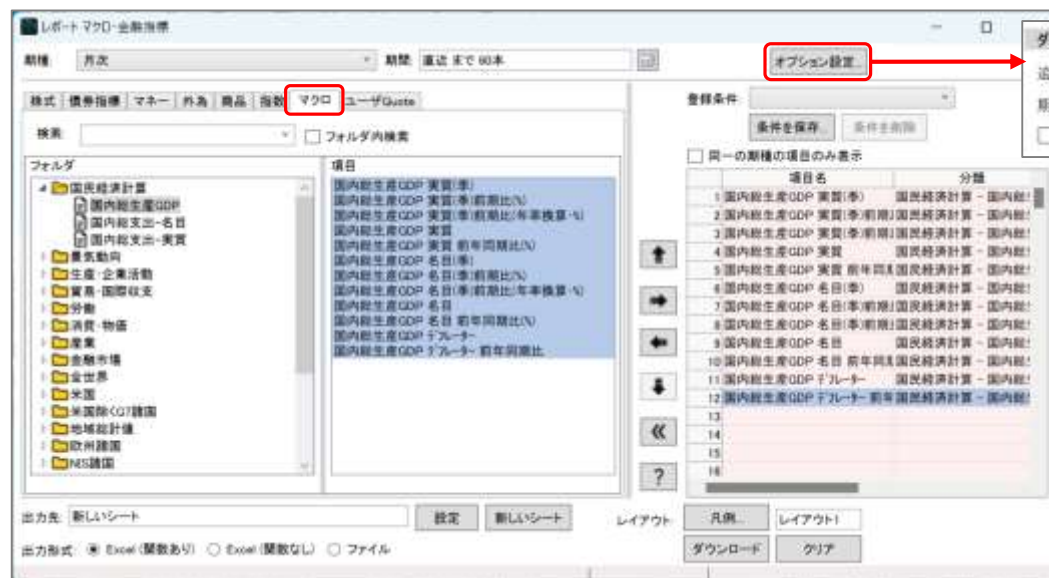 レポート マクロ・金融指標
期種 月次 期間 直近 まで 60本 オプション設定...
株式 債券指標 マネー 外為 商品 指数 マクロ ユーザQuote
検索 フォルダ内検索
フォルダ 項目
国民経済計算
国内総生産GDP
国内総支出-名目
国内総支出-実質
景気動向
生産・企業活動
貿易・国際収支
労働
消費・物価
産業
金融市場
全世界
米国
米国除くG7諸国
地域総計値
欧州諸国
NIS諸国
国内総生産GDP 実質(季)
国内総生産GDP 実質(季)前期比(%)
国内総生産GDP 実質(季)前期比(年率換算・%)
国内総生産GDP 実質
国内総生産GDP 実質 前年同期比(%)
国内総生産GDP 名目(季)
国内総生産GDP 名目(季)前期比(%)
国内総生産GDP 名目(季)前期比(年率換算・%)
国内総生産GDP 名目
国内総生産GDP 名目 前年同期比(%)
国内総生産GDP デフレーター
国内総生産GDP デフレーター 前年同期比
登録条件
条件を保存... 条件を削除
同一の期種の項目のみ表示
項目名 分類
1 国内総生産GDP 実質(季) 国民経済計算 - 国内総
2 国内総生産GDP 実質(季)前期 国民経済計算 - 国内総
3 国内総生産GDP 実質(季)前期 国民経済計算 - 国内総
4 国内総生産GDP 実質 国民経済計算 - 国内総
5 国内総生産GDP 実質 前年同 国民経済計算 - 国内総
6 国内総生産GDP 名目(季) 国民経済計算 - 国内総
7 国内総生産GDP 名目(季)前期 国民経済計算 - 国内総
8 国内総生産GDP 名目(季)前期 国民経済計算 - 国内総
9 国内総生産GDP 名目 国民経済計算 - 国内総
10 国内総生産GDP 名目 前年同 国民経済計算 - 国内総
11 国内総生産GDP デフレーター 国民経済計算 - 国内総
12 国内総生産GDP デフレーター 前年 国民経済計算 - 国内総
13
14
15
16
?
出力先 新しいシート 設定 新しいシート レイアウト 凡例... レイアウト1
出力形式 Excel (関数あり) Excel (関数なし) ファイル ダウンロード クリア
ダ
追
期